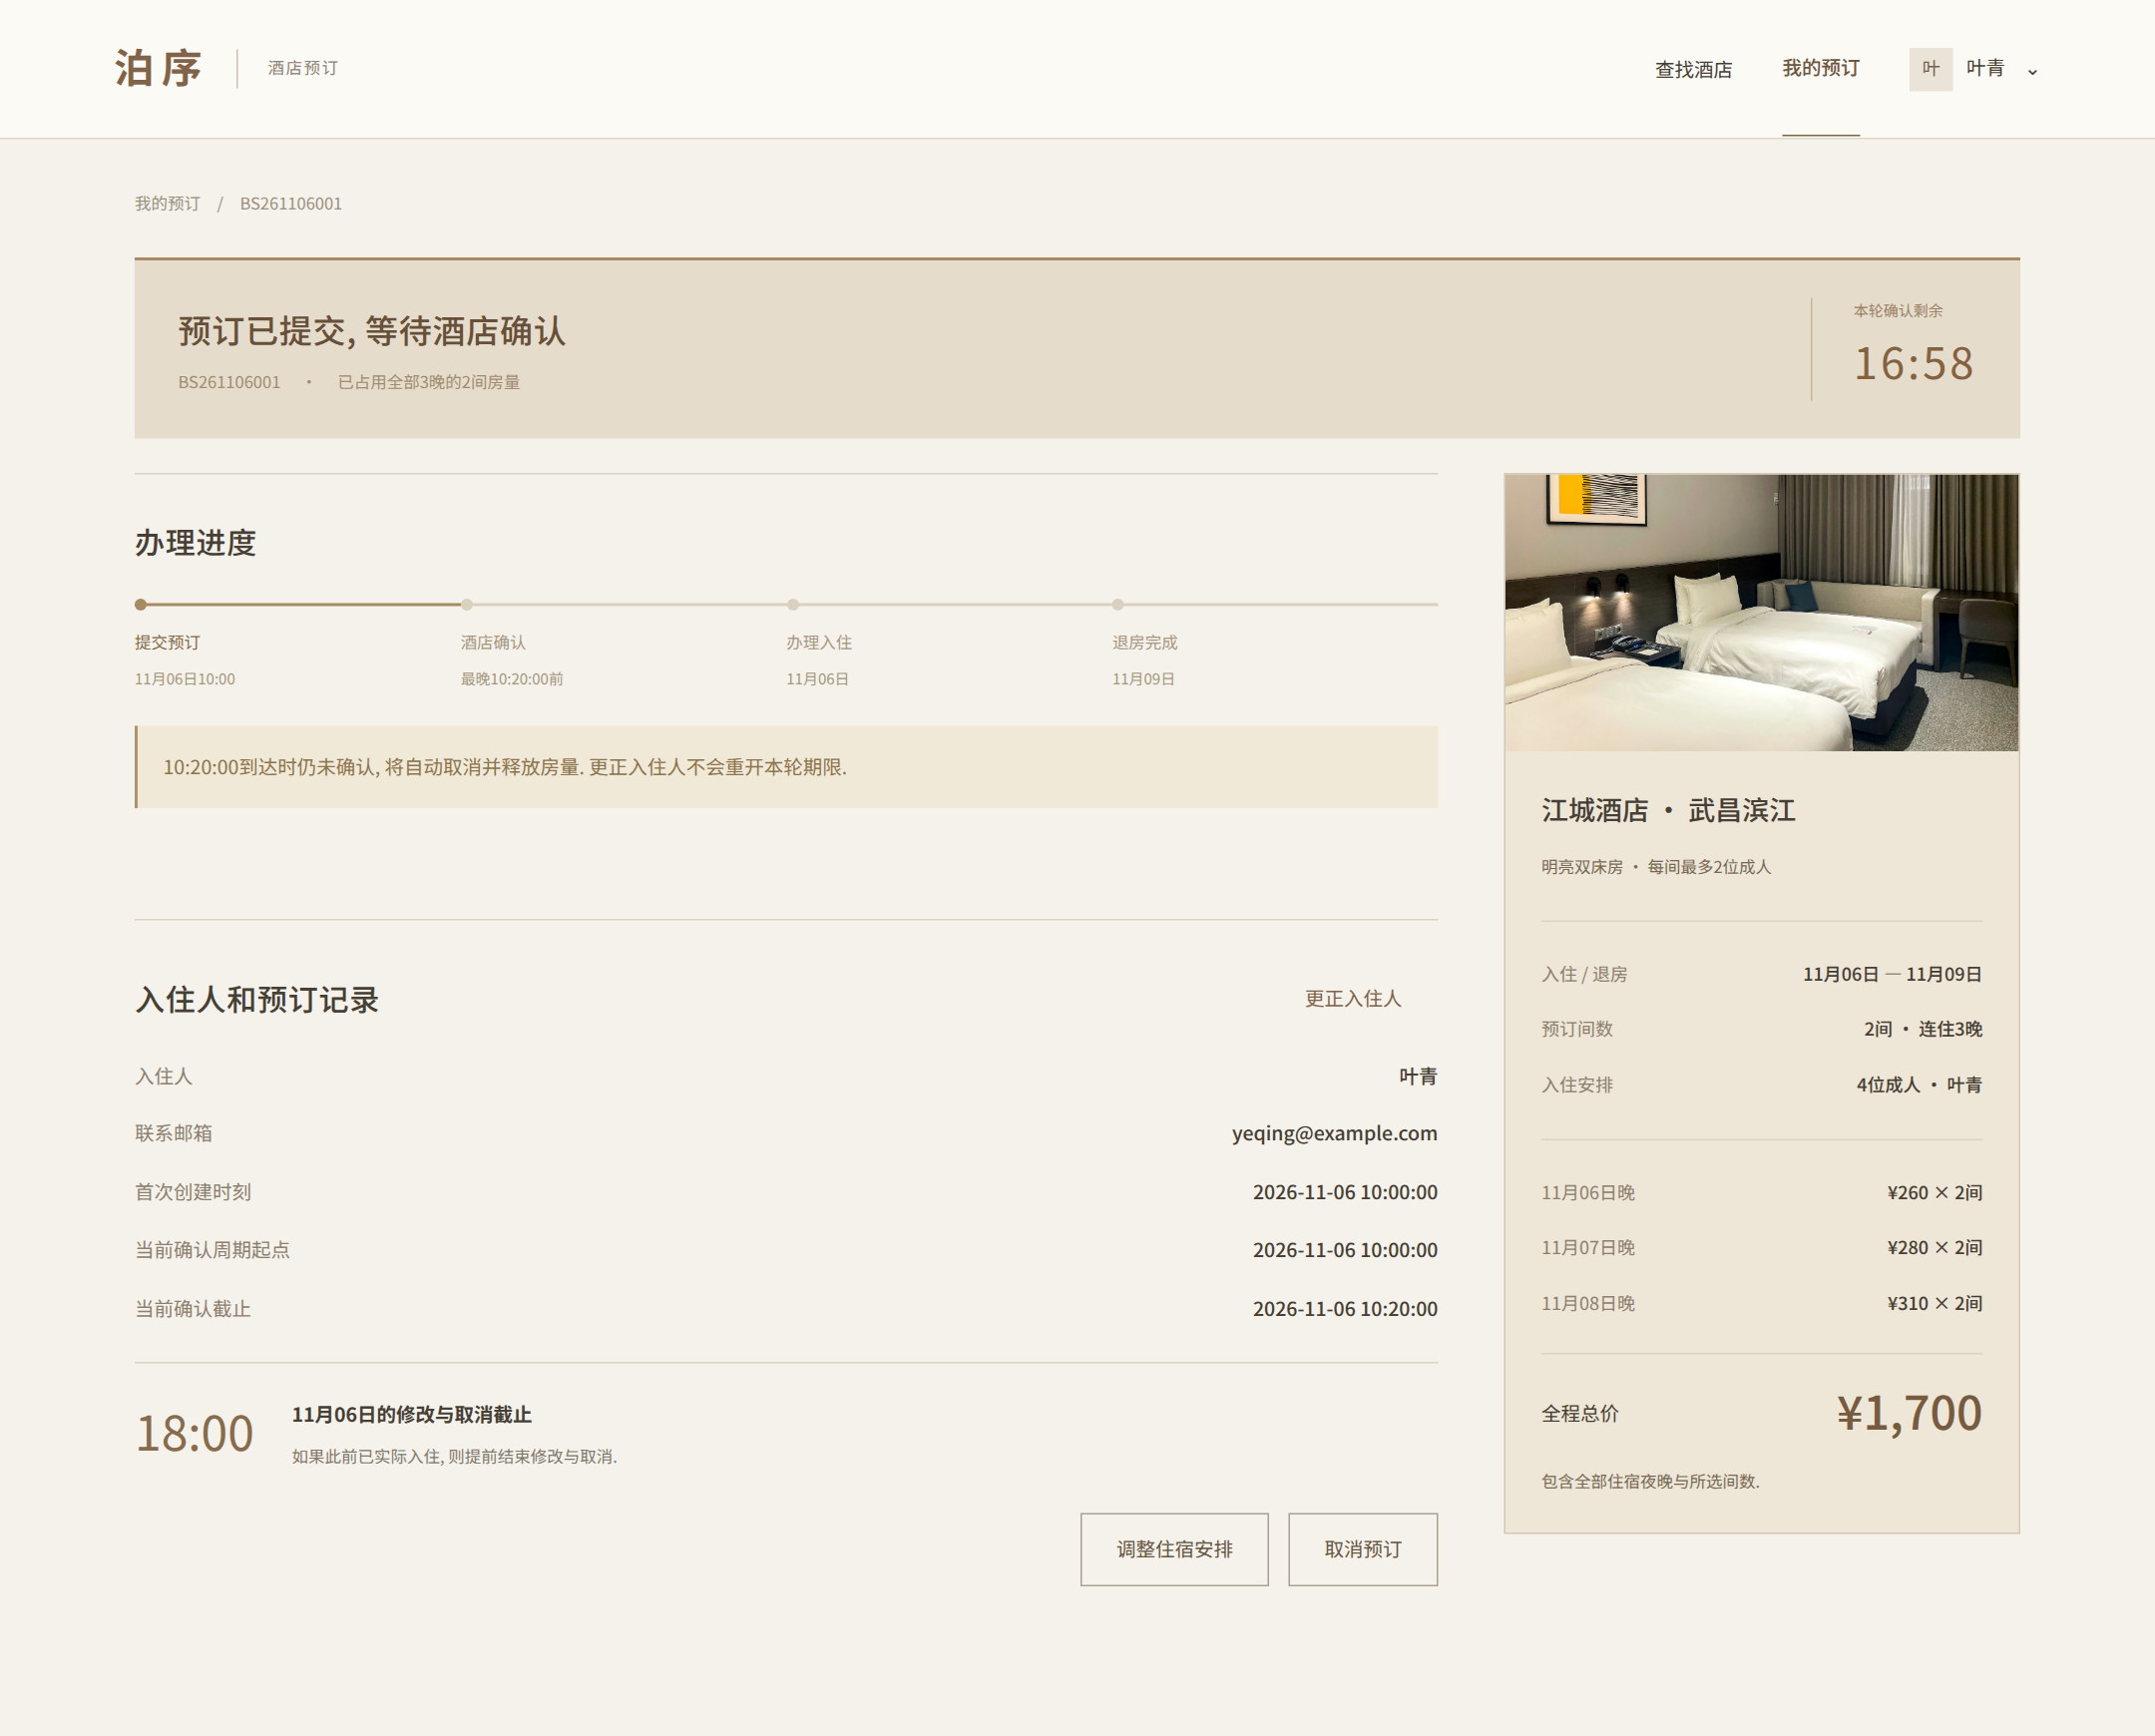 泊序
酒店预订
查找酒店
我的预订
叶
叶青
我的预订 / BS261106001
预订已提交, 等待酒店确认
BS261106001 · 已占用全部3晚的2间房量
本轮确认剩余
16:58
办理进度
提交预订
11月06日10:00
酒店确认
最晚10:20:00前
办理入住
11月06日
退房完成
11月09日
10:20:00到达时仍未确认, 将自动取消并释放房量. 更正入住人不会重开本轮期限.
入住人和预订记录
更正入住人
入住人 叶青
联系邮箱 yeqing@example.com
首次创建时刻 2026-11-06 10:00:00
当前确认周期起点 2026-11-06 10:00:00
当前确认截止 2026-11-06 10:20:00
18:00
11月06日的修改与取消截止
如果此前已实际入住, 则提前结束修改与取消.
调整住宿安排
取消预订
江城酒店 · 武昌滨江
明亮双床房 · 每间最多2位成人
入住 / 退房 11月06日 — 11月09日
预订间数 2间 · 连住3晚
入住安排 4位成人 · 叶青
11月06日晚 ¥260 × 2间
11月07日晚 ¥280 × 2间
11月08日晚 ¥310 × 2间
全程总价 ¥1,700
包含全部住宿夜晚与所选间数.